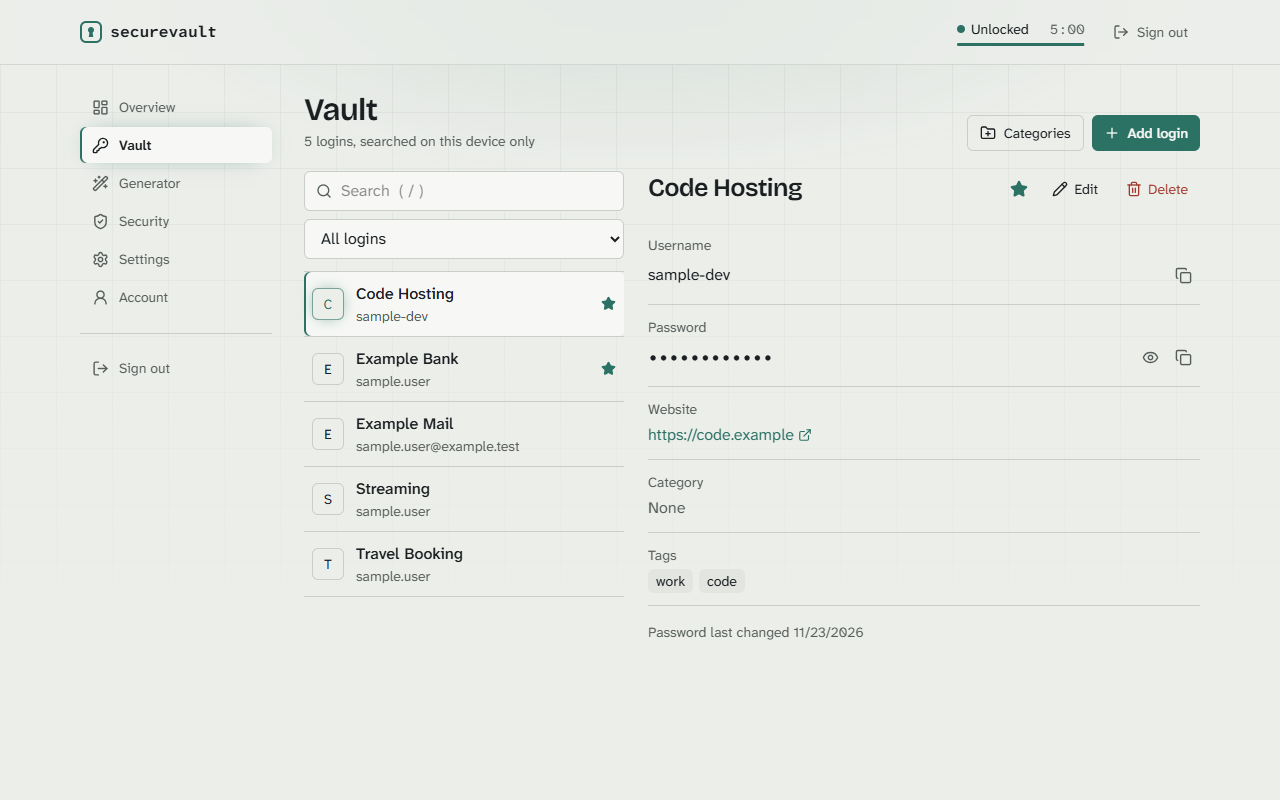 securevault
Unlocked 5:00
Sign out
Overview
Vault
Generator
Security
Settings
Account
Sign out
Vault
5 logins, searched on this device only
Categories
Add login
Search ( / )
All logins
C
Code Hosting
sample-dev
E
Example Bank
sample.user
E
Example Mail
sample.user@example.test
S
Streaming
sample.user
T
Travel Booking
sample.user
Code Hosting
Edit
Delete
Username
sample-dev
Password
••••••••••••
Website
https://code.example
Category
None
Tags
work code
Password last changed 11/23/2026